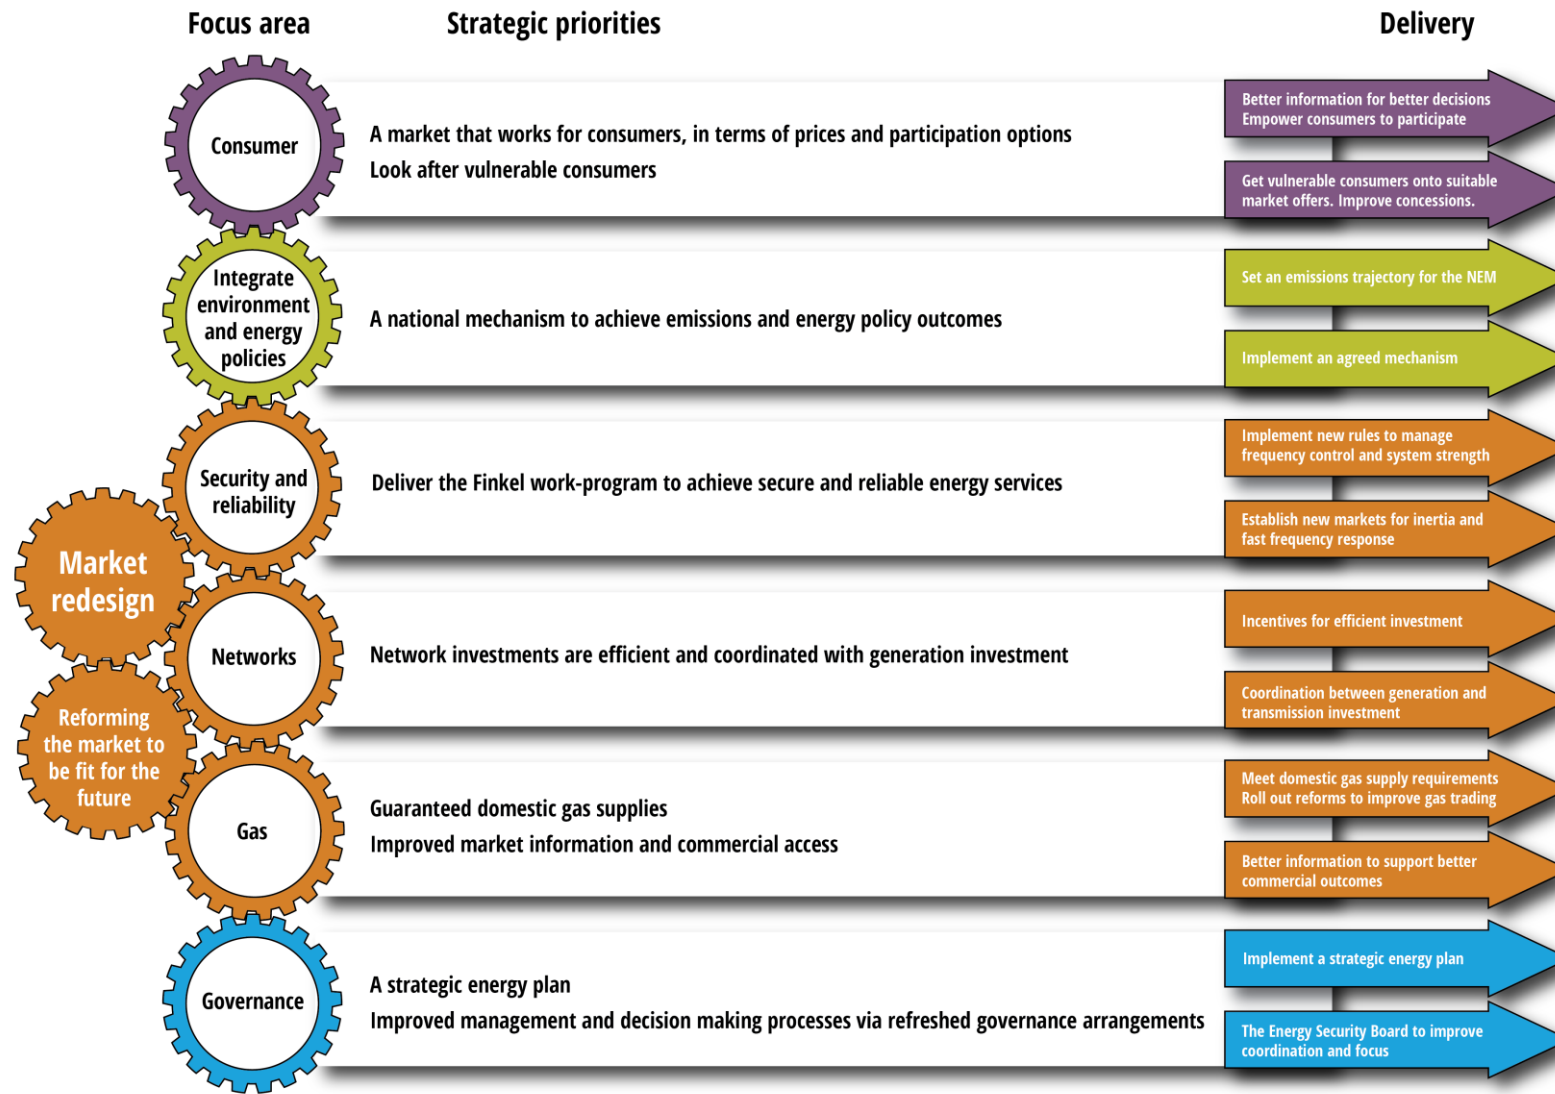 Focus area
Strategic priorities
Delivery
Consumer
A market that works for consumers, in terms of prices and participation options
Look after vulnerable consumers
Better information for better decisions
Empower consumers to participate
Get vulnerable consumers onto suitable
market offers. Improve concessions.
Integrate
environment
and energy
policies
A national mechanism to achieve emissions and energy policy outcomes
Set an emissions trajectory for the NEM
Implement an agreed mechanism
Market
redesign
Reforming
the market to
be fit for the
future
Security and
reliability
Deliver the Finkel work-program to achieve secure and reliable energy services
Implement new rules to manage
frequency control and system strength
Establish new markets for inertia and
fast frequency response
Networks
Network investments are efficient and coordinated with generation investment
Incentives for efficient investment
Coordination between generation and
transmission investment
Gas
Guaranteed domestic gas supplies
Improved market information and commercial access
Meet domestic gas supply requirements
Roll out reforms to improve gas trading
Better information to support better
commercial outcomes
Governance
A strategic energy plan
Improved management and decision making processes via refreshed governance arrangements
Implement a strategic energy plan
The Energy Security Board to improve
coordination and focus